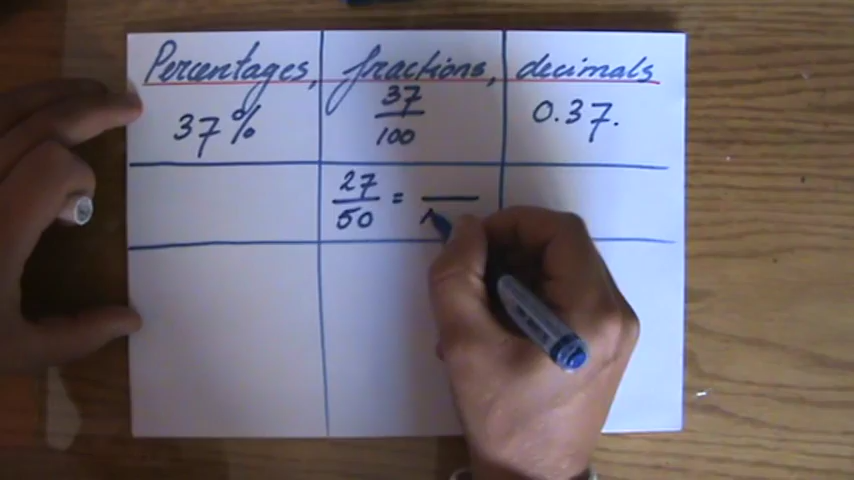 Percentages, fractions, decimals
37% 37/100 0.37.
27/50 =